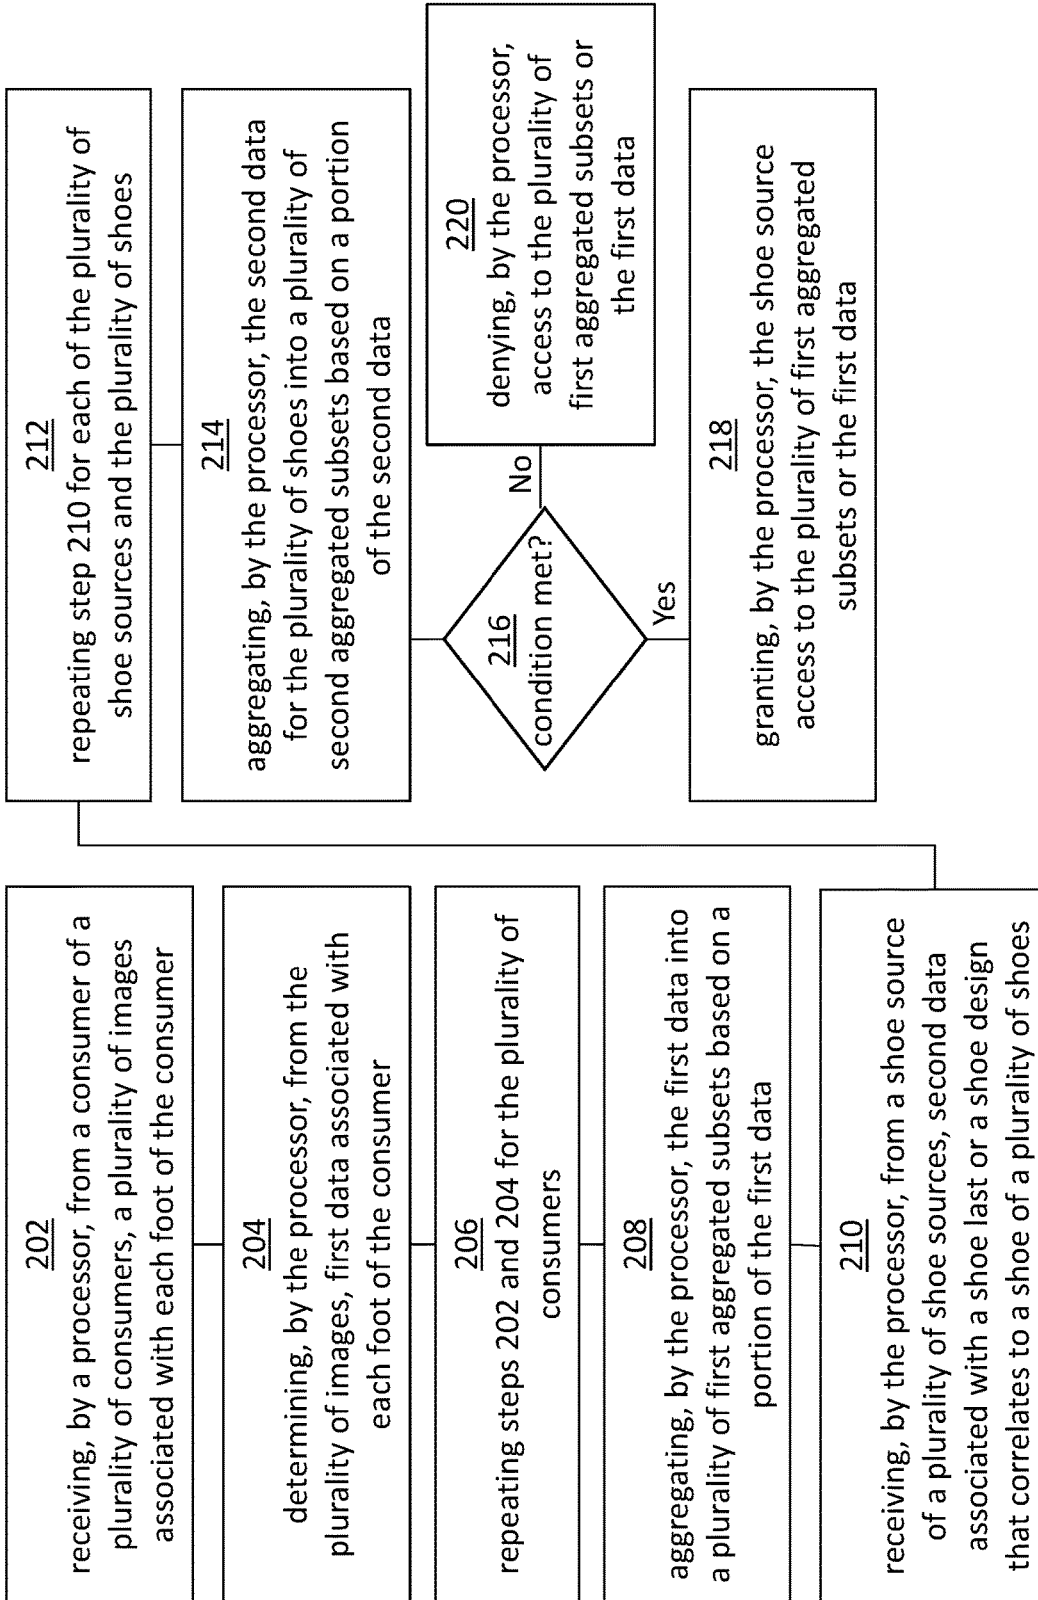 202
receiving, by a processor, from a consumer of a
plurality of consumers, a plurality of images
associated with each foot of the consumer
204
determining, by the processor, from the
plurality of images, first data associated with
each foot of the consumer
206
repeating steps 202 and 204 for the plurality of
consumers
208
aggregating, by the processor, the first data into
a plurality of first aggregated subsets based on a
portion of the first data
210
receiving, by the processor, from a shoe source
of a plurality of shoe sources, second data
associated with a shoe last or a shoe design
that correlates to a shoe of a plurality of shoes
212
repeating step 210 for each of the plurality of
shoe sources and the plurality of shoes
214
aggregating, by the processor, the second data
for the plurality of shoes into a plurality of
second aggregated subsets based on a portion
of the second data
216
condition met?
No
220
denying, by the processor,
access to the plurality of
first aggregated subsets or
the first data
Yes
218
granting, by the processor, the shoe source
access to the plurality of first aggregated
subsets or the first data